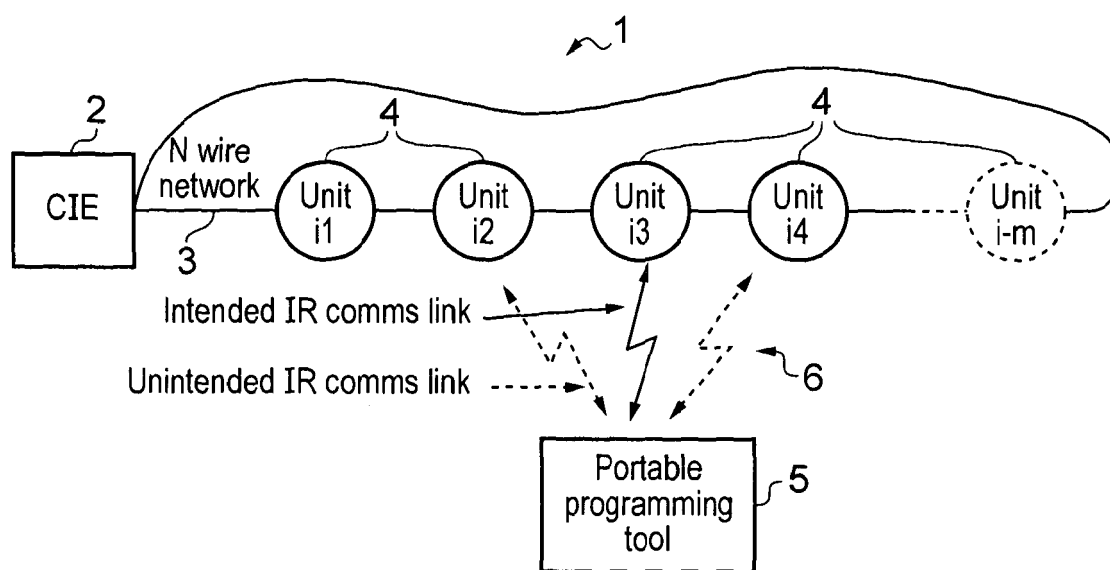 1
2
4
4
N wire
network
CIE
Unit
i1
Unit
i2
Unit
i3
Unit
i4
Unit
i-m
3
Intended IR comms link
Unintended IR comms link
6
Portable
programming
tool
5